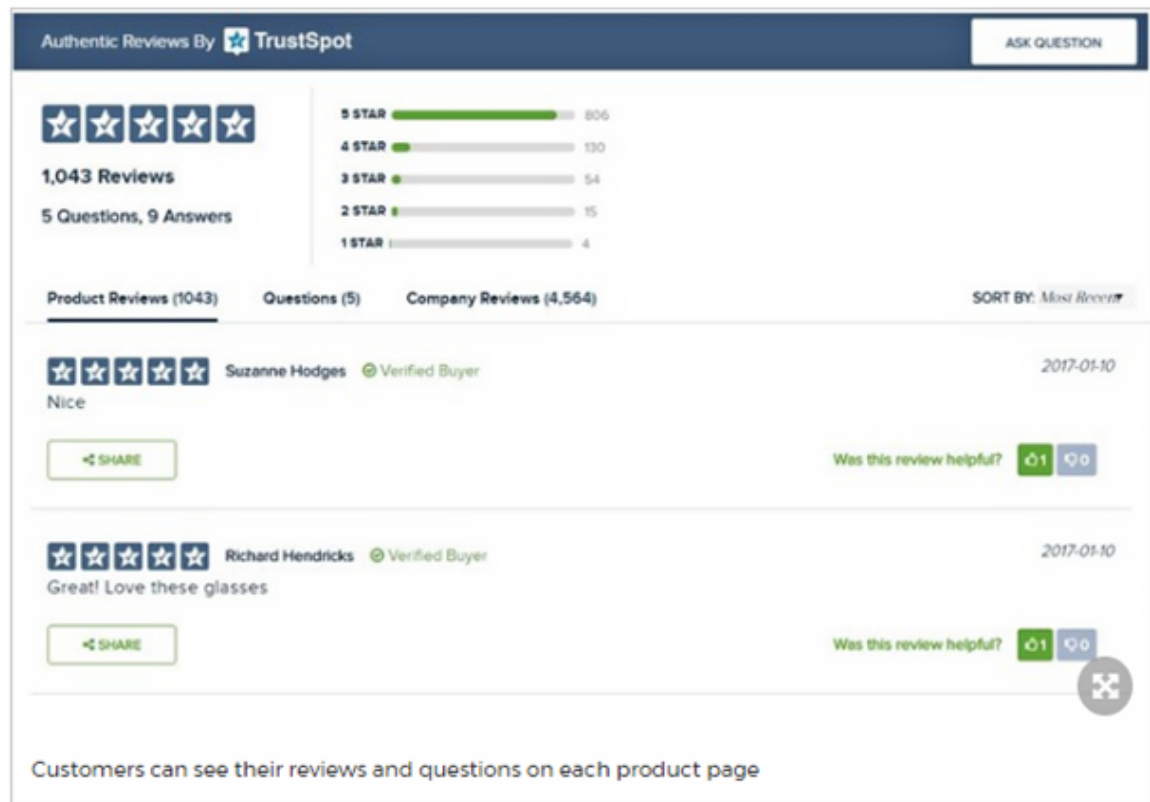 Authentic Reviews By TrustSpot
ASK QUESTION
1,043 Reviews
5 Questions, 9 Answers
5 STAR 806
4 STAR 130
3 STAR 54
2 STAR 15
1 STAR 4
Product Reviews (1043) Questions (5) Company Reviews (4,564)
SORT BY: Most Recent
Suzanne Hodges Verified Buyer
2017-01-10
Nice
SHARE
Was this review helpful? 1 0
Richard Hendricks Verified Buyer
2017-01-10
Great! Love these glasses
SHARE
Was this review helpful? 1 0
Customers can see their reviews and questions on each product page